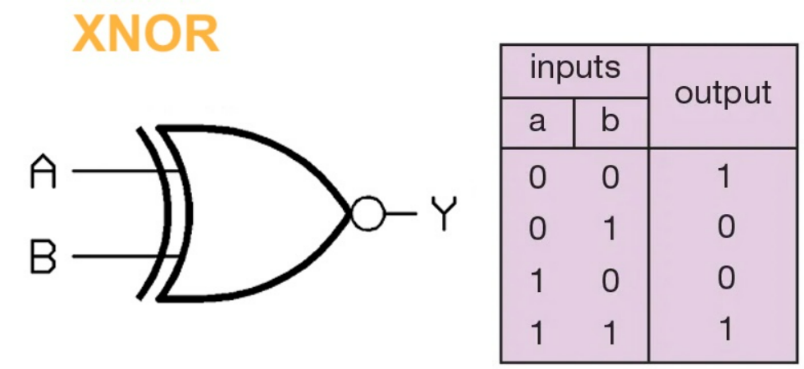 XNOR
A
B
Y
inputs output
a b
0 0 1
0 1 0
1 0 0
1 1 1